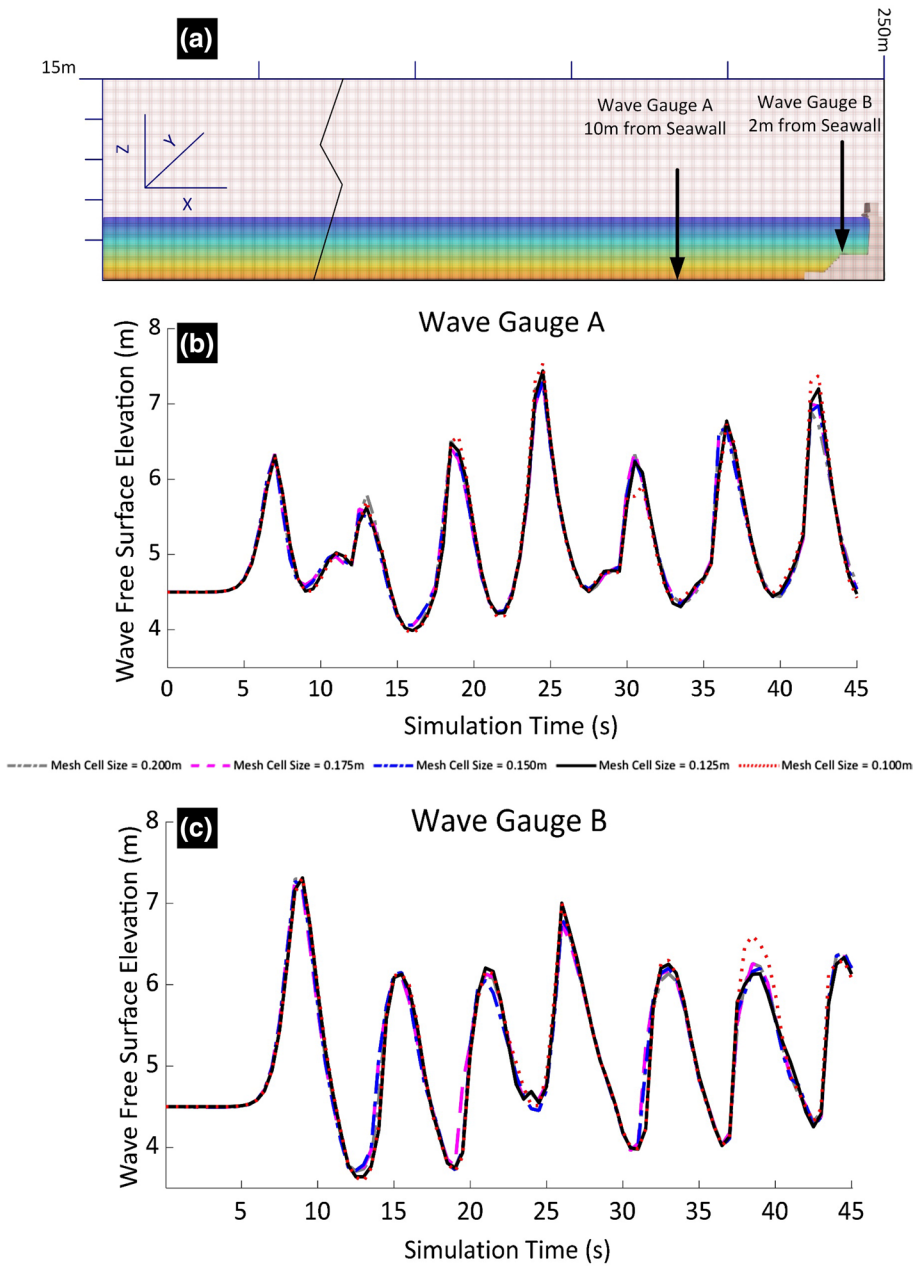 (a)
250m
15m
Wave Gauge A
10m from Seawall
Wave Gauge B
2m from Seawall
Z
Y
X
Wave Gauge A
(b)
Wave Free Surface Elevation (m)
8
7
6
5
4
0 5 10 15 20 25 30 35 40 45
Simulation Time (s)
Mesh Cell Size = 0.200m Mesh Cell Size = 0.175m Mesh Cell Size = 0.150m Mesh Cell Size = 0.125m Mesh Cell Size = 0.100m
(c)
Wave Gauge B
Wave Free Surface Elevation (m)
8
7
6
5
4
5 10 15 20 25 30 35 40 45
Simulation Time (s)